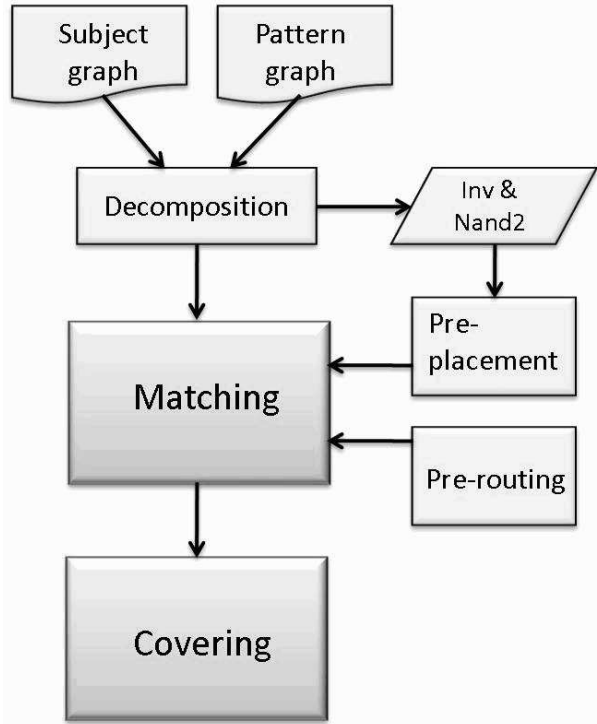 Subject
graph
Pattern
graph
Decomposition
Inv &
Nand2
Pre-
placement
Matching
Pre-routing
Covering